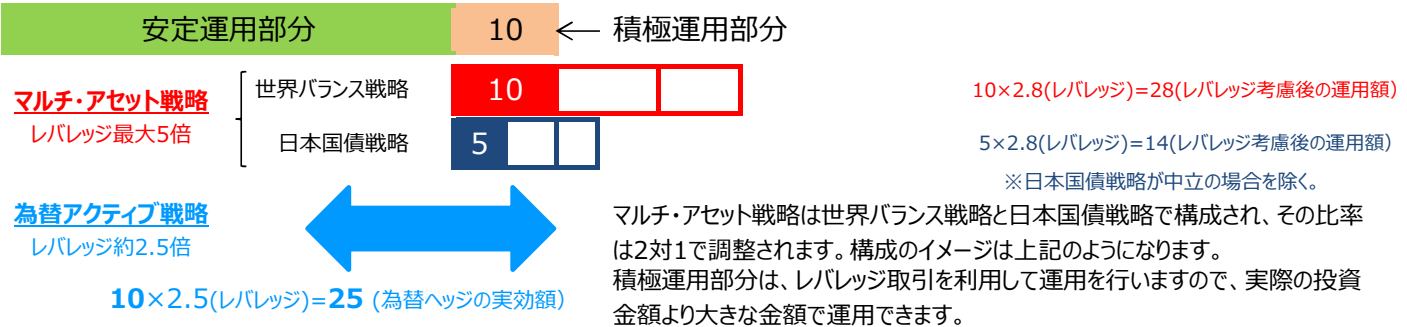 安定運用部分 10 ← 積極運用部分
マルチ・アセット戦略
レバレッジ最大5倍
世界バランス戦略 10
10×2.8(レバレッジ)=28(レバレッジ考慮後の運用額)
日本国債戦略 5
5×2.8(レバレッジ)=14(レバレッジ考慮後の運用額)
※日本国債戦略が中立の場合を除く。
為替アクティブ戦略
レバレッジ約2.5倍
10×2.5(レバレッジ)=25 (為替ヘッジの実効額)
マルチ・アセット戦略は世界バランス戦略と日本国債戦略で構成され、その比率
は2対1で調整されます。構成のイメージは上記のようになります。
積極運用部分は、レバレッジ取引を利用して運用を行いますので、実際の投資
金額より大きな金額で運用できます。